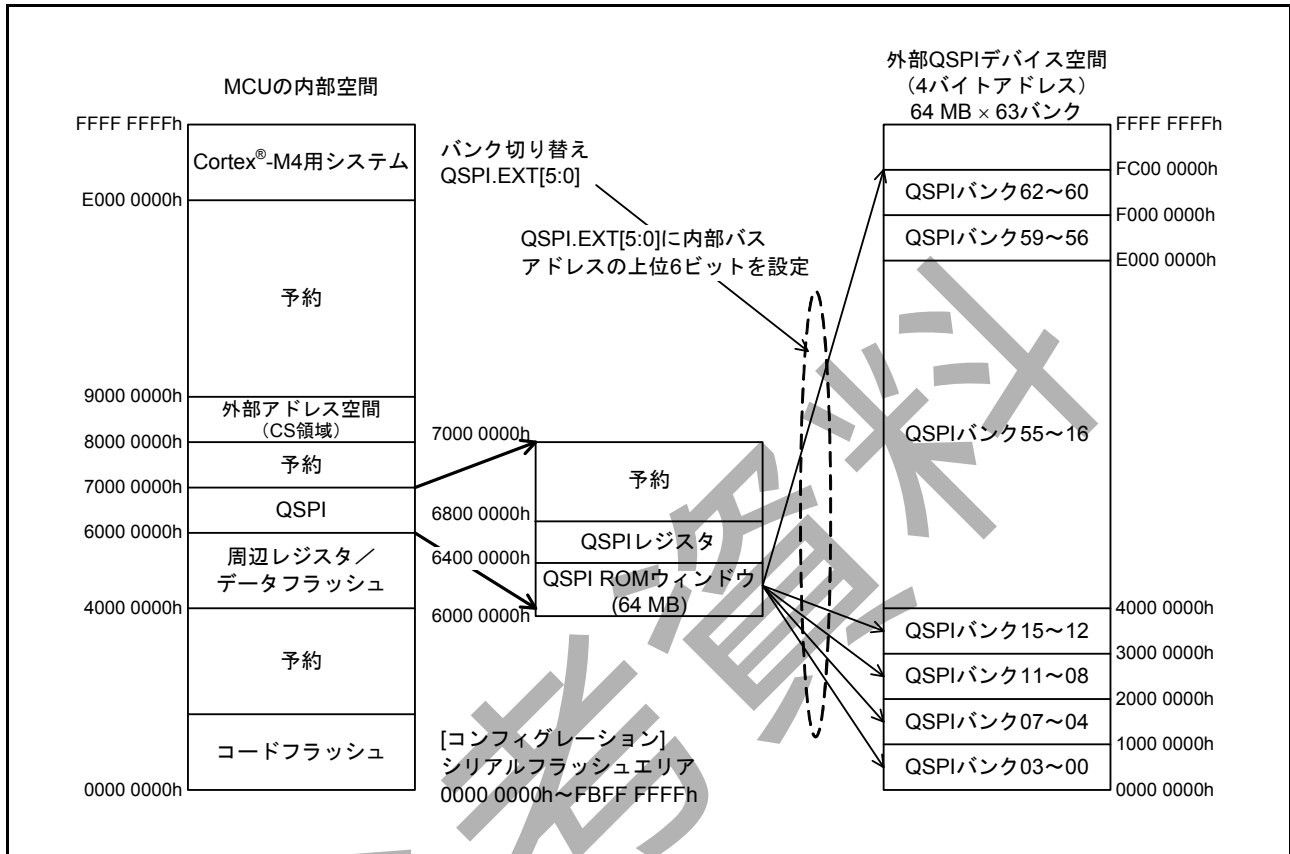 MCUの内部空間
FFFF FFFFh
Cortex®-M4用システム
E000 0000h
予約
9000 0000h
外部アドレス空間
（CS領域）
8000 0000h
予約
7000 0000h
QSPI
6000 0000h
周辺レジスタ／
データフラッシュ
4000 0000h
予約
コードフラッシュ
0000 0000h
バンク切り替え
QSPI.EXT[5:0]
QSPI.EXT[5:0]に内部バス
アドレスの上位6ビットを設定
7000 0000h
予約
6800 0000h
QSPIレジスタ
6400 0000h
QSPI ROMウィンドウ
(64 MB)
6000 0000h
[コンフィグレーション]
シリアルフラッシュエリア
0000 0000h～FBFF FFFFh
外部QSPIデバイス空間
（4バイトアドレス）
64 MB × 63バンク
FFFF FFFFh
FC00 0000h
QSPIバンク62～60
F000 0000h
QSPIバンク59～56
E000 0000h
QSPIバンク55～16
4000 0000h
QSPIバンク15～12
3000 0000h
QSPIバンク11～08
2000 0000h
QSPIバンク07～04
1000 0000h
QSPIバンク03～00
0000 0000h
考資料